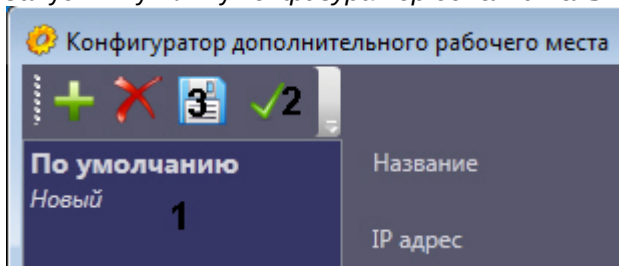 Конфигуратор дополнительного рабочего места
3 2
По умолчанию
Название
Новый
1
IP адрес